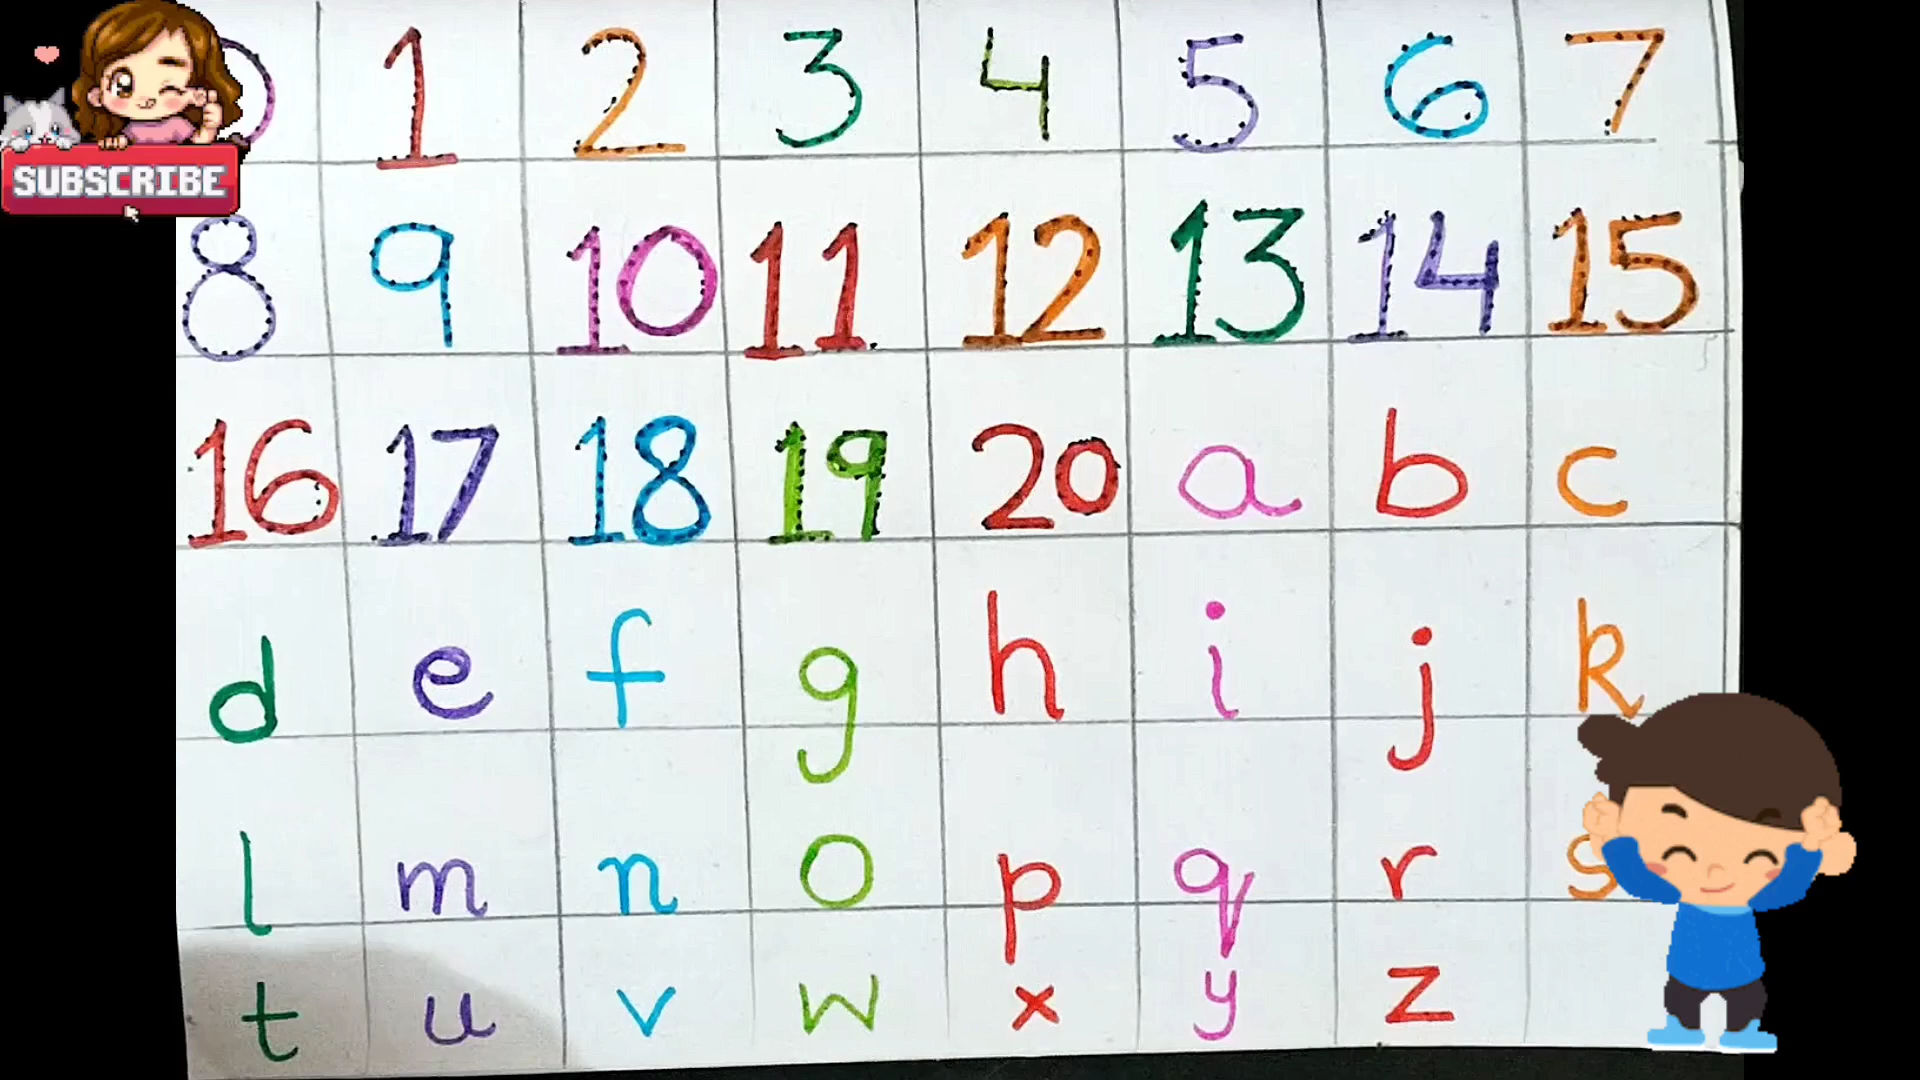 SUBSCRIBE
1 2 3 4 5 6 7
8 9 10 11 12 13 14 15
16 17 18 19 20 a b c
d e f g h i j k
l m n o p q r s
t u v w x y z